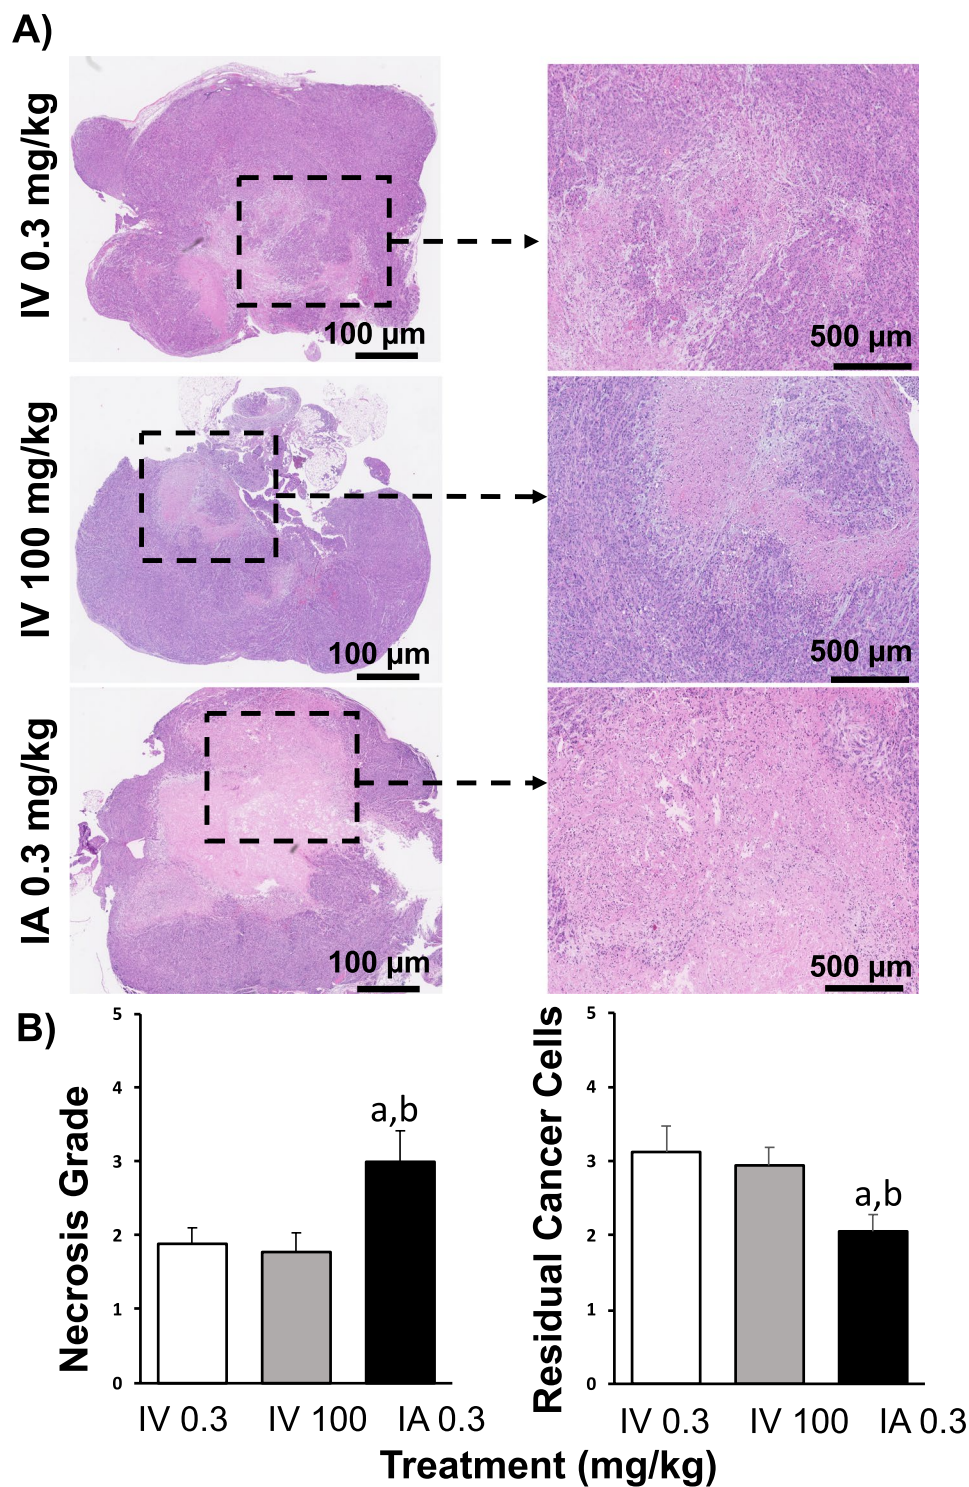 A)
IV 0.3 mg/kg
100 µm
500 µm
IV 100 mg/kg
100 µm
500 µm
IA 0.3 mg/kg
100 µm
500 µm
B)
Necrosis Grade
5
4
3
2
1
0
a,b
IV 0.3 IV 100 IA 0.3
Residual Cancer Cells
5
4
3
2
1
0
a,b
IV 0.3 IV 100 IA 0.3
Treatment (mg/kg)